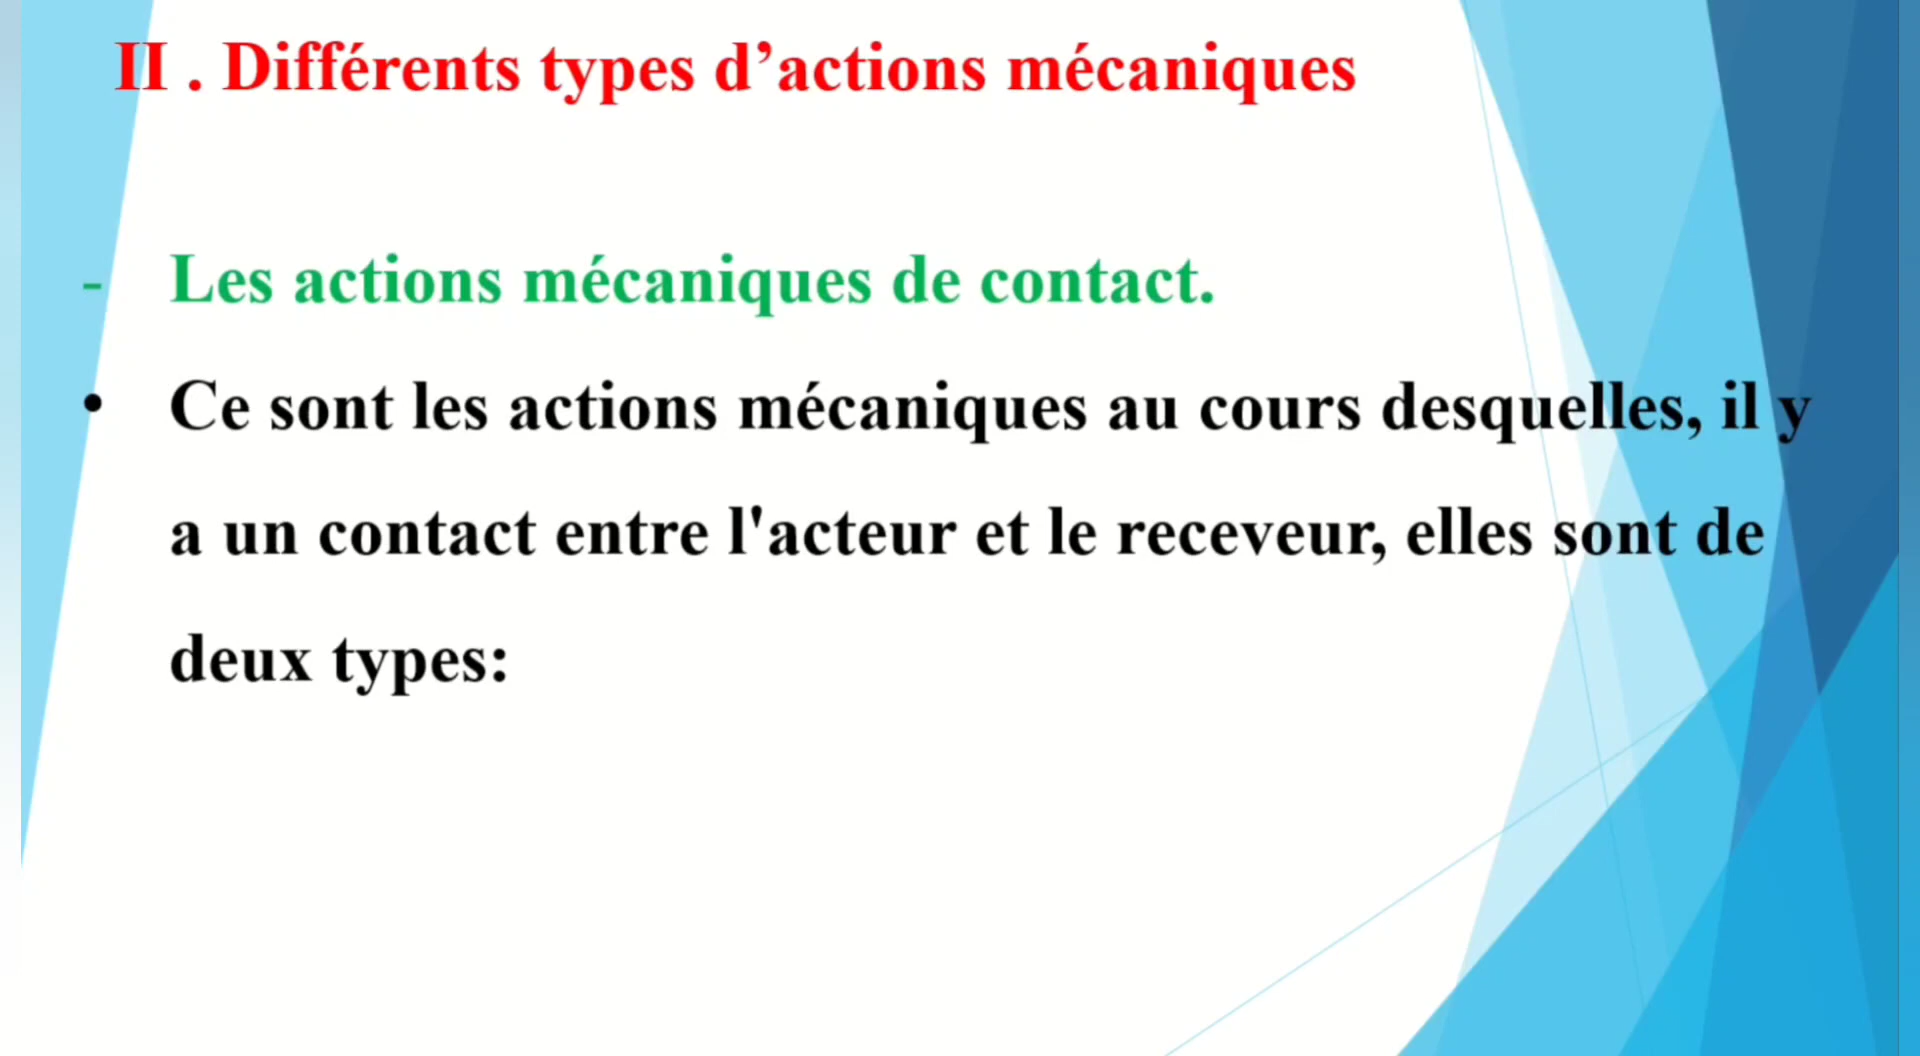 II . Différents types d’actions mécaniques
- Les actions mécaniques de contact.
• Ce sont les actions mécaniques au cours desquelles, il y
a un contact entre l'acteur et le receveur, elles sont de
deux types: